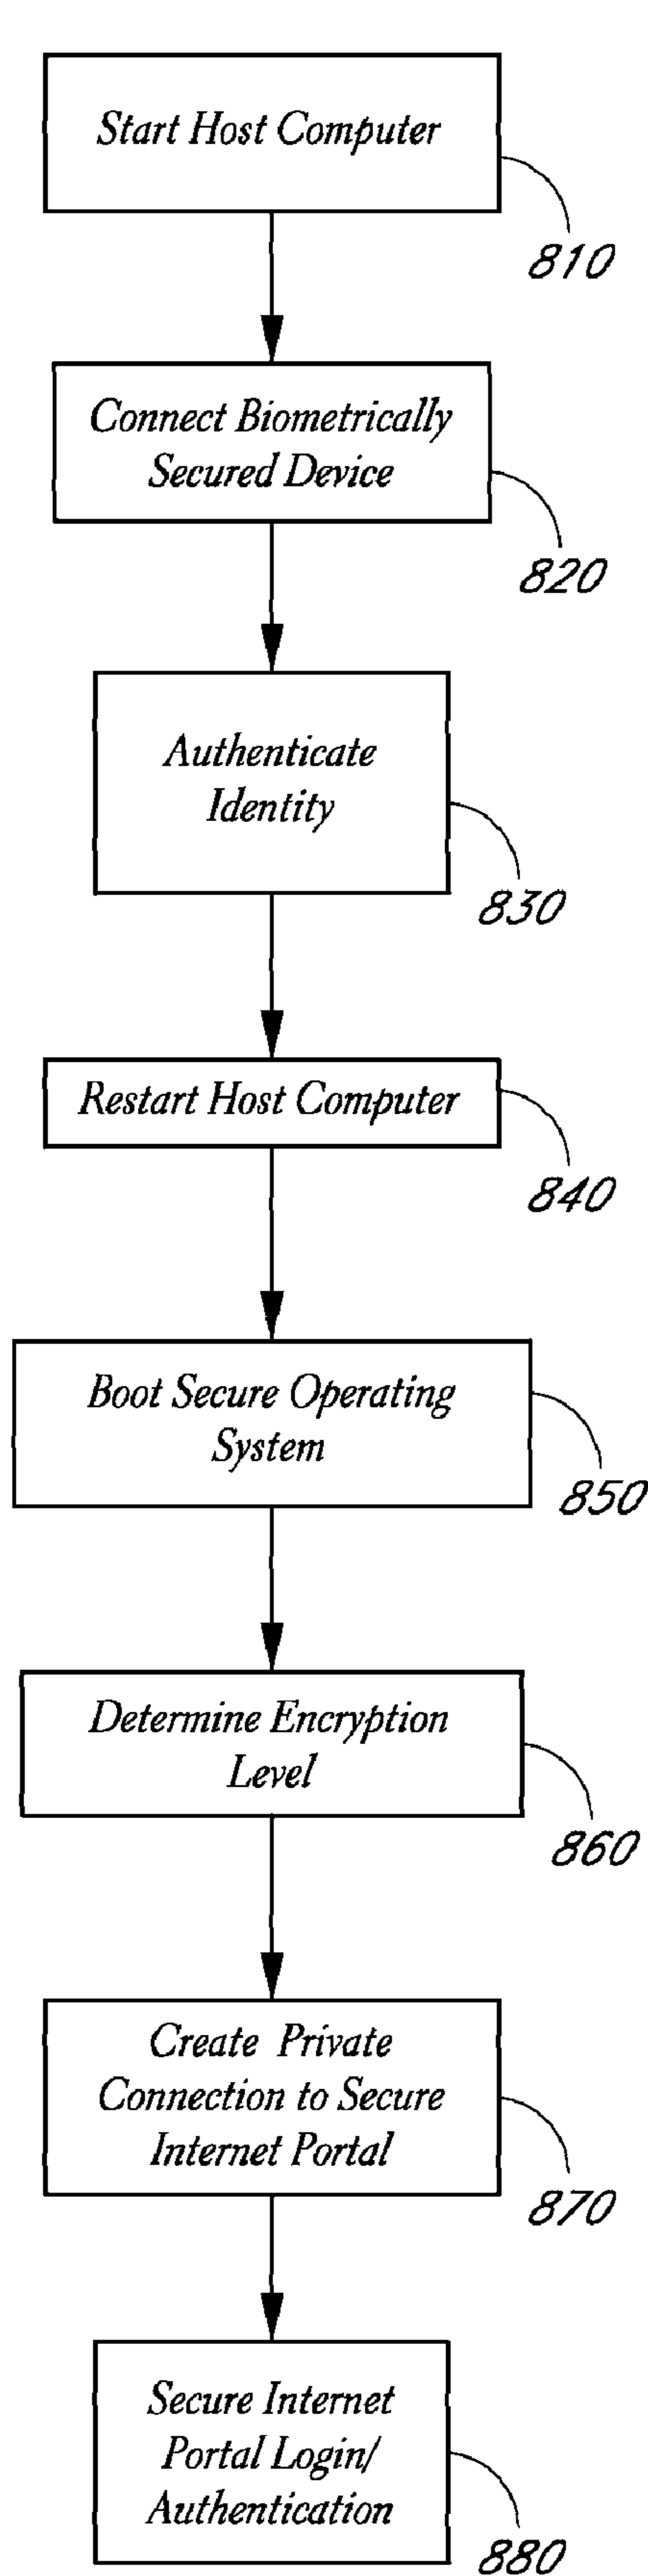 Start Host Computer
810
Connect Biometrically
Secured Device
820
Authenticate
Identity
830
Restart Host Computer
840
Boot Secure Operating
System
850
Determine Encryption
Level
860
Create Private
Connection to Secure
Internet Portal
870
Secure Internet
Portal Login/
Authentication
880